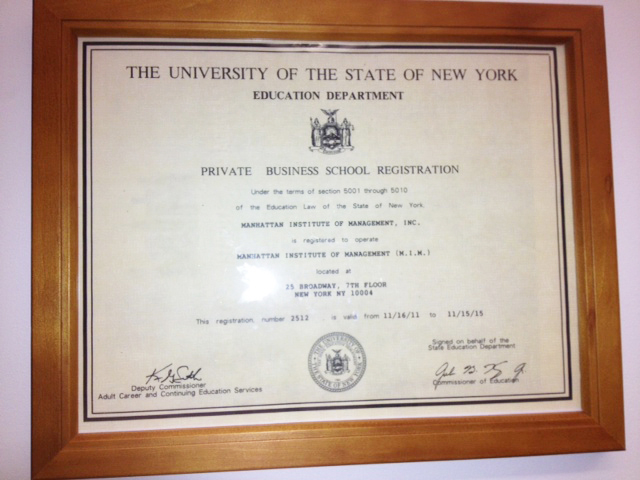 THE UNIVERSITY OF THE STATE OF NEW YORK
EDUCATION DEPARTMENT
PRIVATE BUSINESS SCHOOL REGISTRATION
Under the terms of section 5001 through 5010
of the Education Law of the State of New York,
MANHATTAN INSTITUTE OF MANAGEMENT, INC.
is registered to operate
MANHATTAN INSTITUTE OF MANAGEMENT (M.I.M.)
located at
25 BROADWAY, 7TH FLOOR
NEW YORK NY 10004
This registration, number 2512 is valid from 11/16/11 to 11/15/15
Signed on behalf of the
State Education Department
Deputy Commissioner
Adult Career and Continuing Education Services
Commissioner of Education